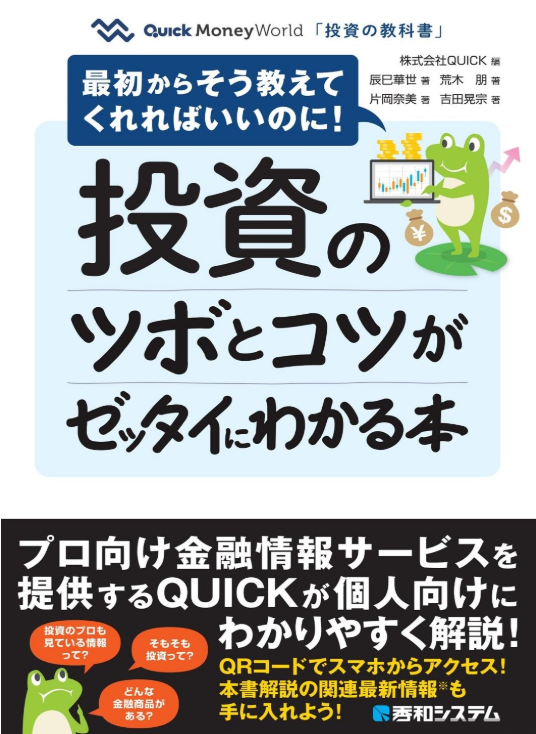 QUICK MoneyWorld「投資の教科書」
株式会社QUICK 編
辰巳華世 著 荒木 朋 著
片岡奈美 著 吉田晃宗 著
最初からそう教えて
くれればいいのに!
投資の
ツボとコツが
ゼッタイにわかる本
¥
$
プロ向け金融情報サービスを
提供するQUICKが個人向けに
わかりやすく解説!
投資のプロも
見ている情報
って?
そもそも
投資って?
どんな
金融商品が
ある?
QRコードでスマホからアクセス!
本書解説の関連最新情報※も
手に入れよう!
秀和システム